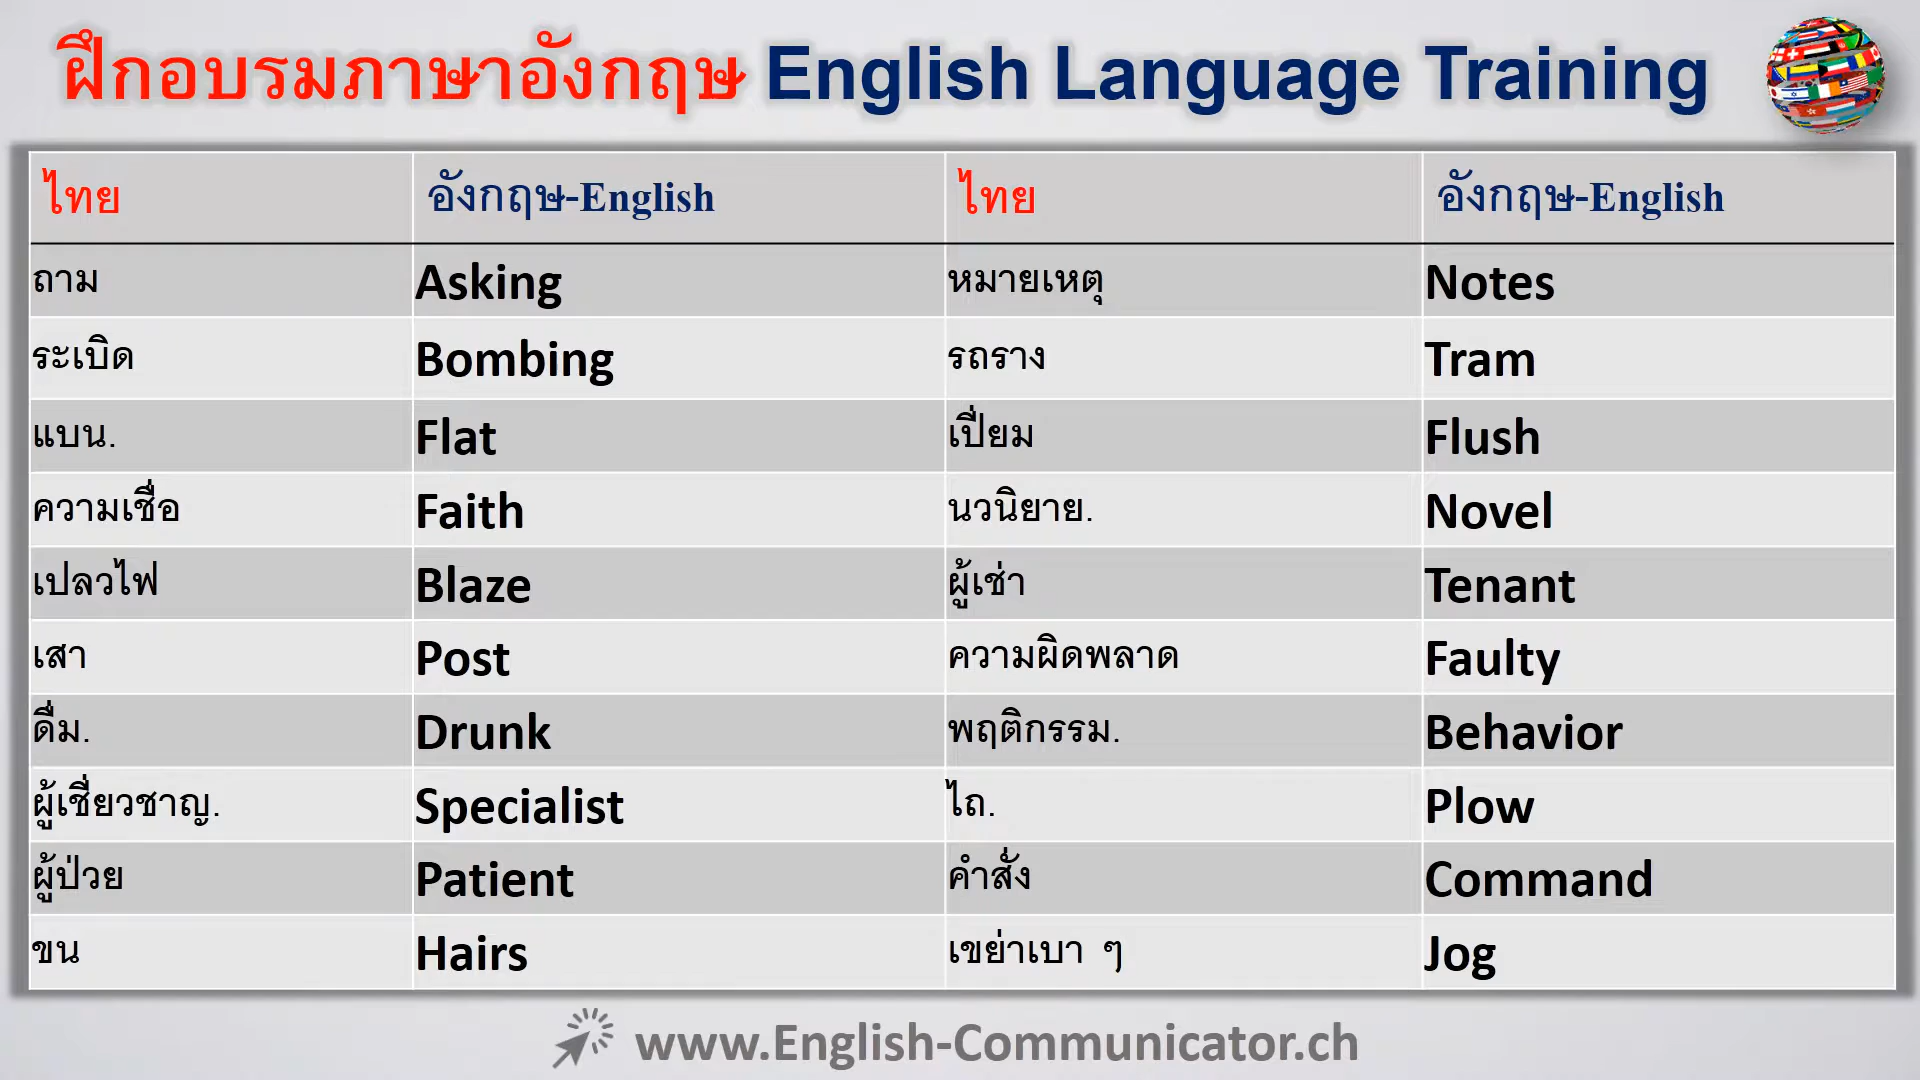 ฝึกอบรมภาษาอังกฤษ English Language Training
ไทย อังกฤษ-English ไทย อังกฤษ-English
ถาม Asking หมายเหตุ Notes
ระเบิด Bombing รถราง Tram
แบน. Flat เปี่ยม Flush
ความเชื่อ Faith นวนิยาย. Novel
เปลวไฟ Blaze ผู้เช่า Tenant
เสา Post ความผิดพลาด Faulty
ดื่ม. Drunk พฤติกรรม. Behavior
ผู้เชี่ยวชาญ. Specialist ไถ. Plow
ผู้ป่วย Patient คำสั่ง Command
ขน Hairs เขย่าเบา ๆ Jog
www.English-Communicator.ch